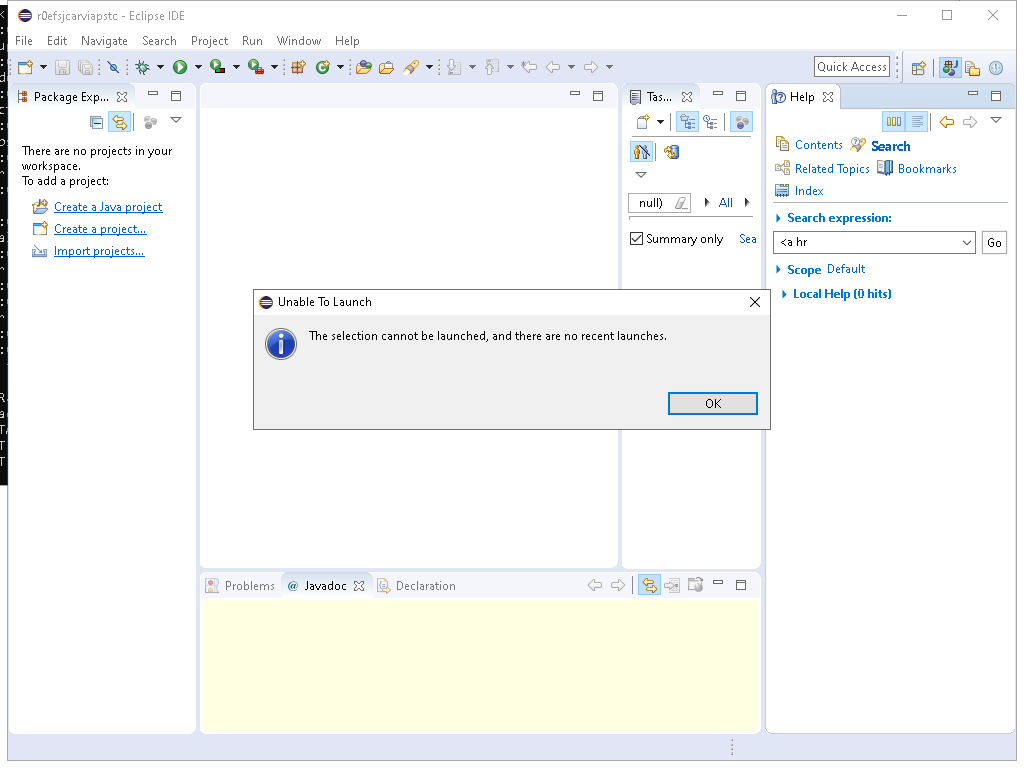 r0efsjcarviapstc - Eclipse IDE
File Edit Navigate Search Project Run Window Help
Quick Access
Package Exp...
There are no projects in your
workspace.
To add a project:
Create a Java project
Create a project...
Import projects...
Tas...
null)
All
Summary only
Sea
Help
Contents
Search
Related Topics
Bookmarks
Index
Search expression:
<a hr
Go
Scope Default
Local Help (0 hits)
Unable To Launch
The selection cannot be launched, and there are no recent launches.
OK
Problems
@ Javadoc
Declaration